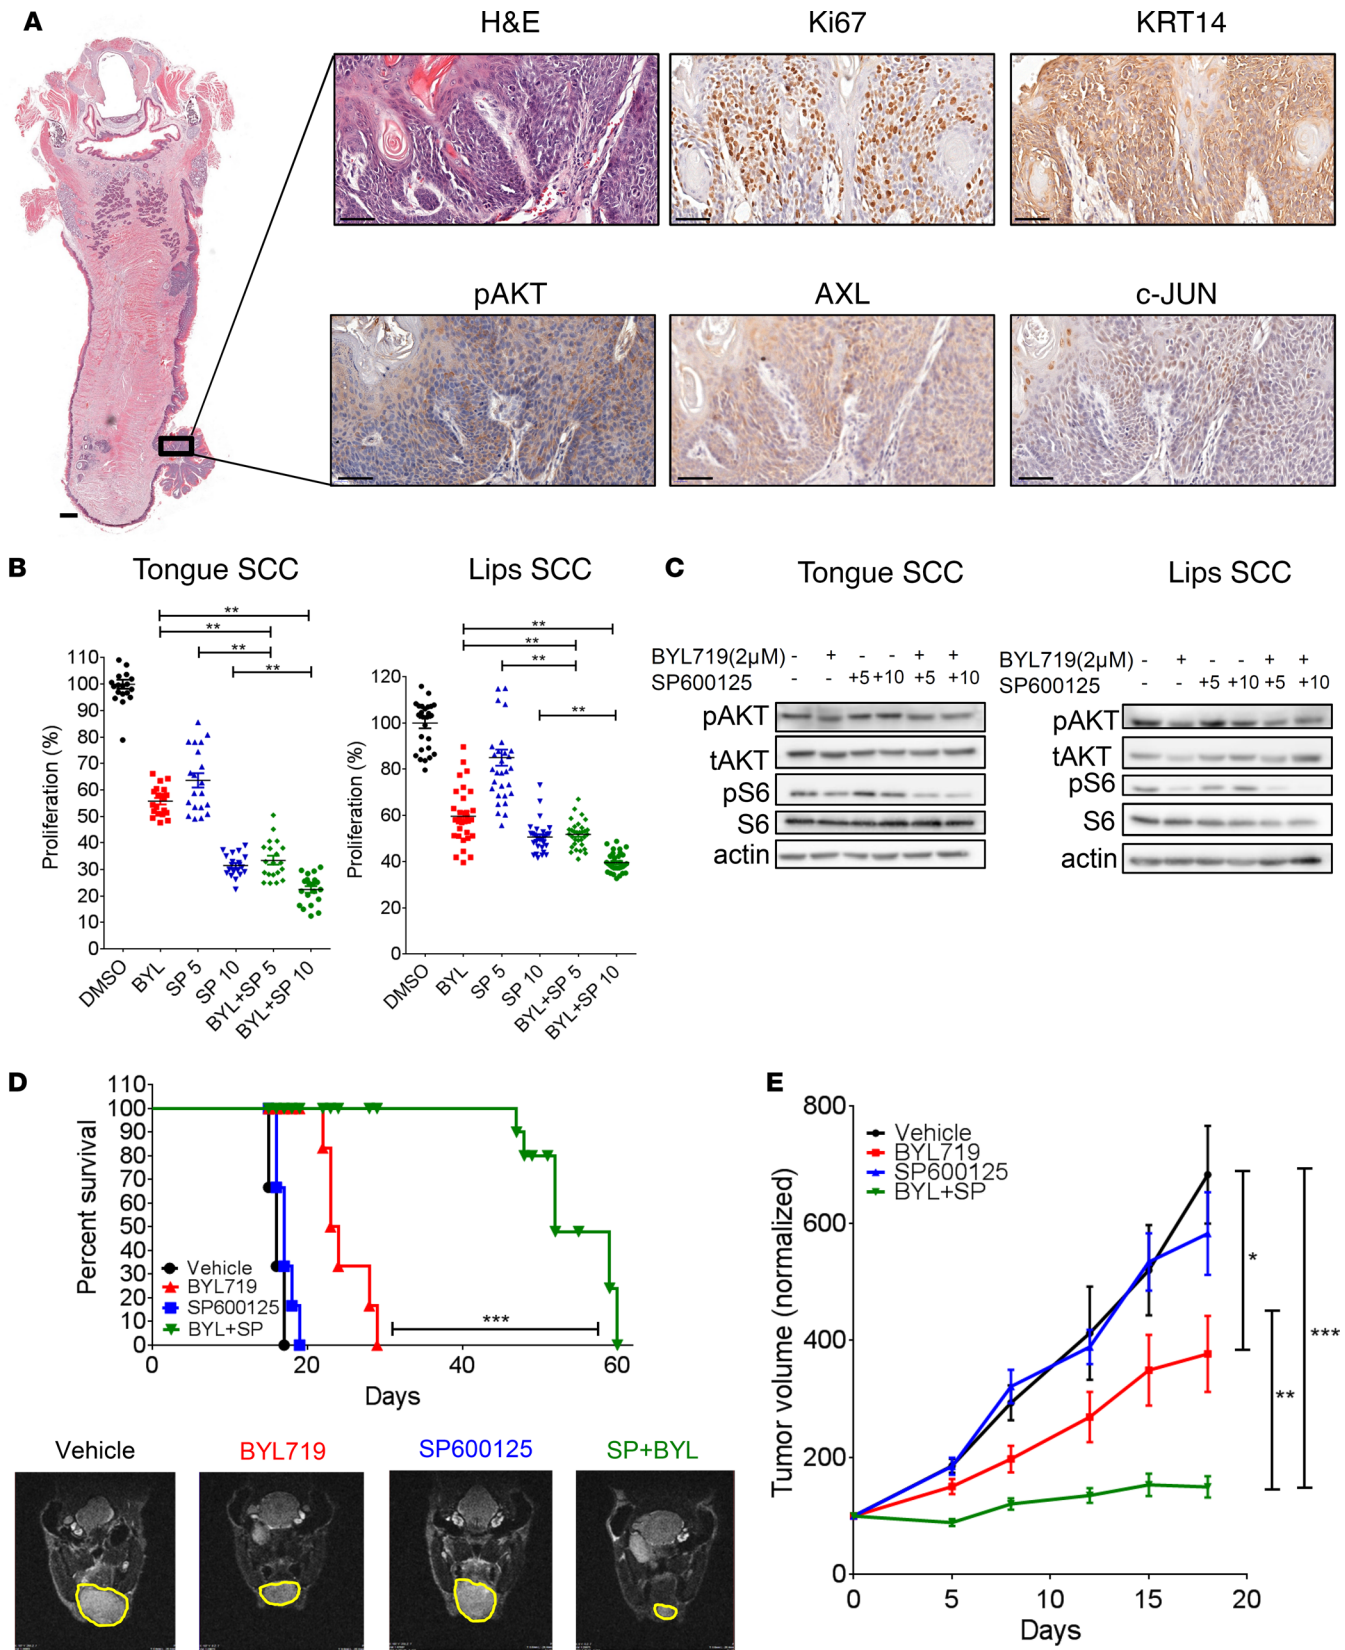 A
H&E
Ki67
KRT14
pAKT
AXL
c-JUN
B
Tongue SCC
Lips SCC
**
**
**
**
Proliferation (%)
110
100
90
80
70
60
50
40
30
20
10
0
DMSO
BYL
SP 5
SP 10
BYL+SP 5
BYL+SP 10
**
**
**
**
Proliferation (%)
120
100
80
60
40
20
0
DMSO
BYL
SP 5
SP 10
BYL+SP 5
BYL+SP 10
C
Tongue SCC
Lips SCC
BYL719(2μM) - + - - + +
SP600125 - - +5 +10 +5 +10
pAKT
tAKT
pS6
S6
actin
BYL719(2μM) - + - - + +
SP600125 - - +5 +10 +5 +10
pAKT
tAKT
pS6
S6
actin
D
Percent survival
110
100
90
80
70
60
50
40
30
20
10
0
Vehicle
BYL719
SP600125
BYL+SP
***
0 20 40 60
Days
Vehicle
BYL719
SP600125
SP+BYL
E
Tumor volume (normalized)
800
600
400
200
0
Vehicle
BYL719
SP600125
BYL+SP
*
**
***
0 5 10 15 20
Days